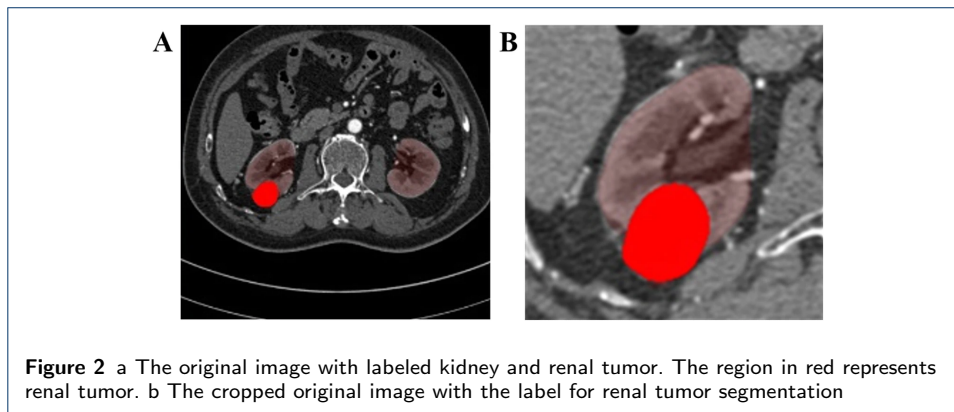 A B
Figure 2 a The original image with labeled kidney and renal tumor. The region in red represents
renal tumor. b The cropped original image with the label for renal tumor segmentation